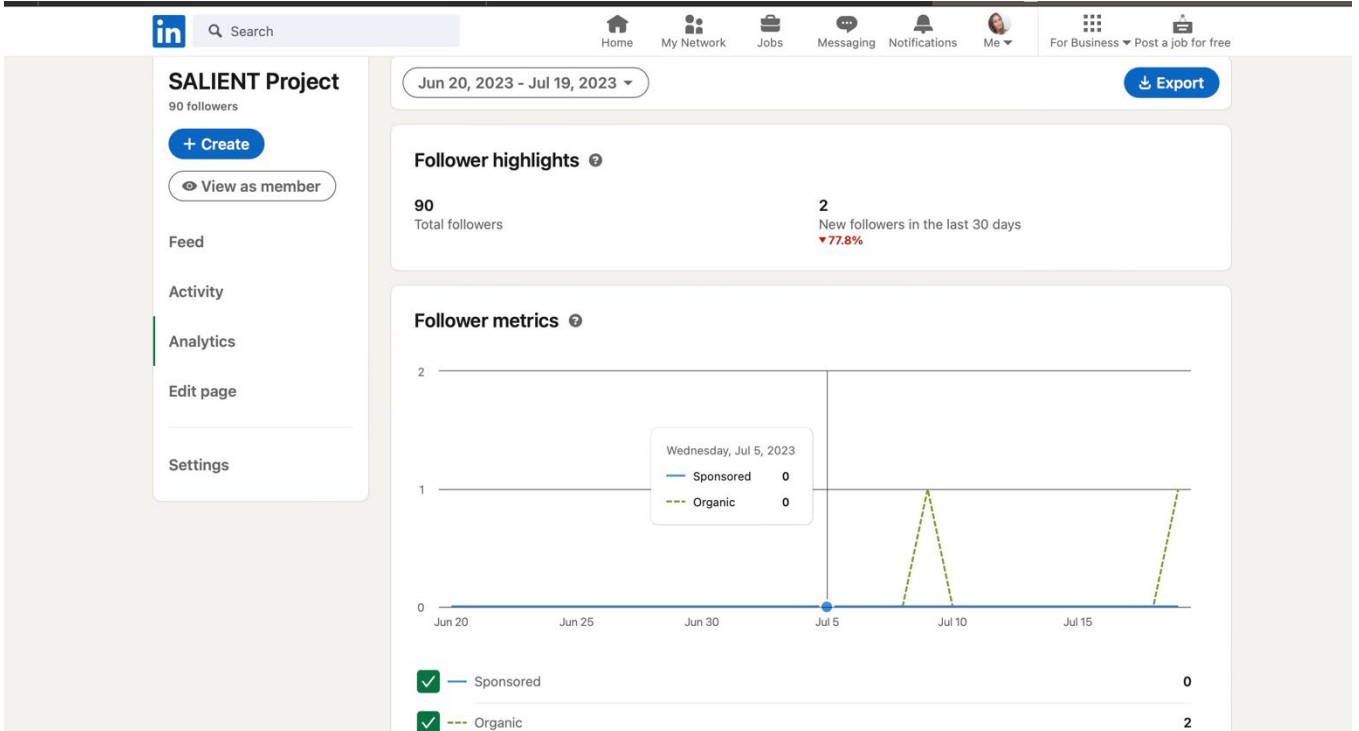 in
Search
Home
My Network
Jobs
Messaging
Notifications
Me
For Business
Post a job for free
SALIENT Project
90 followers
+ Create
View as member
Feed
Activity
Analytics
Edit page
Settings
Jun 20, 2023 - Jul 19, 2023
Export
Follower highlights
90
Total followers
2
New followers in the last 30 days
▼77.8%
Follower metrics
2
1
0
Wednesday, Jul 5, 2023
Sponsored 0
Organic 0
Jun 20 Jun 25 Jun 30 Jul 5 Jul 10 Jul 15
Sponsored 0
Organic 2